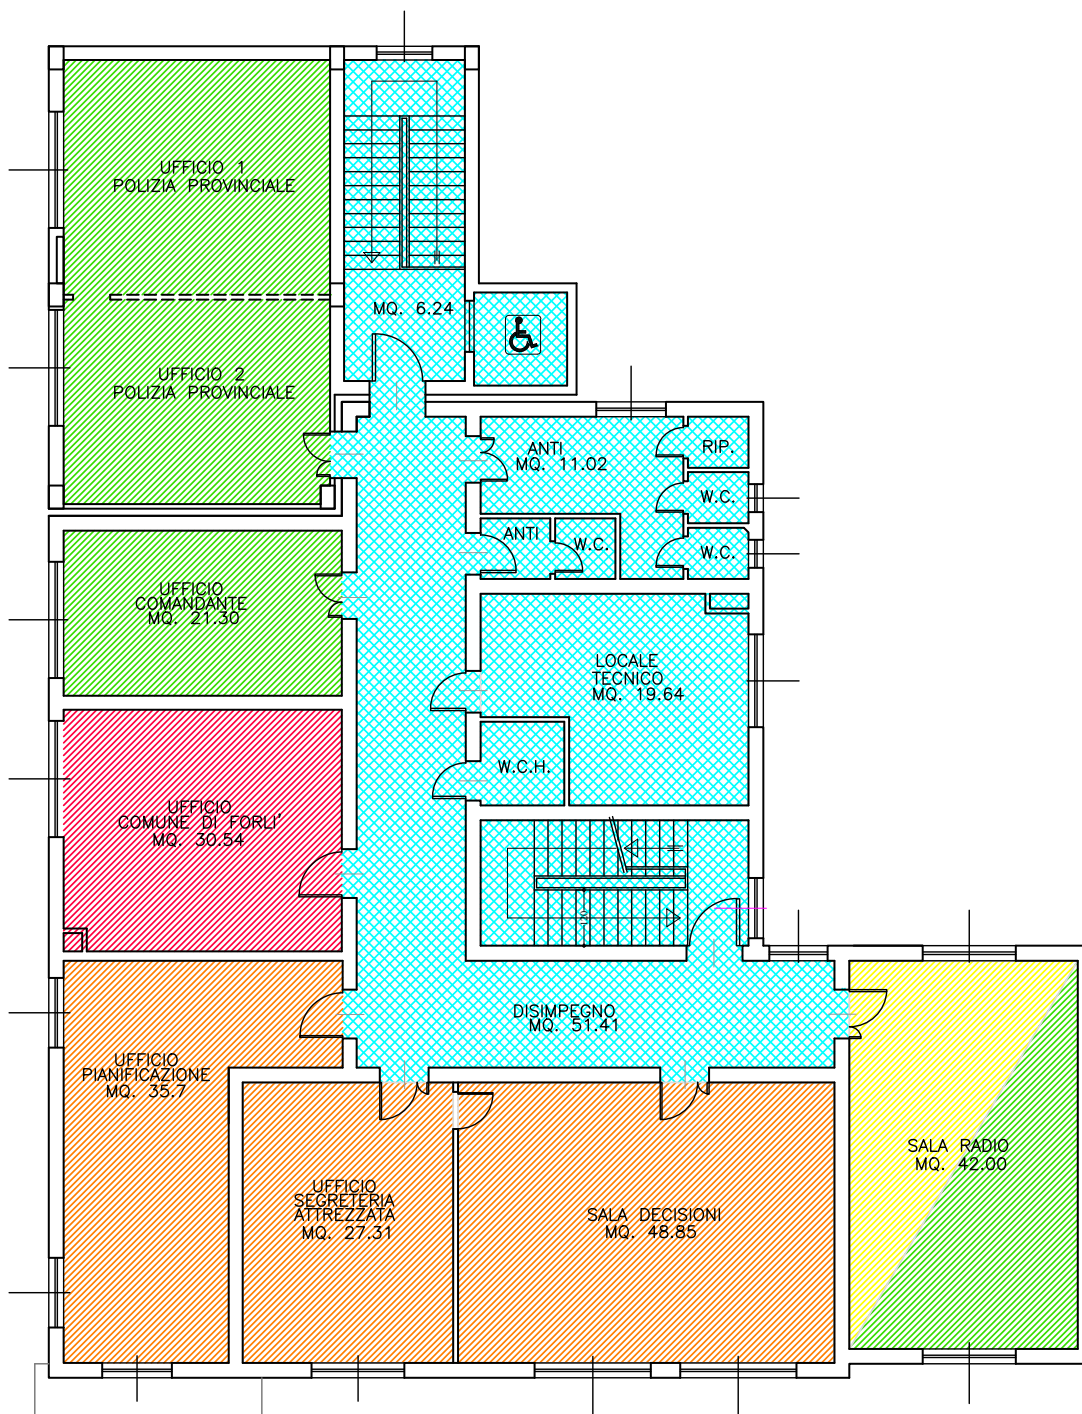 UFFICIO 1
POLIZIA PROVINCIALE
MQ. 6.24
UFFICIO 2
POLIZIA PROVINCIALE
ANTI
MQ. 11.02
RIP.
W.C.
ANTI
W.C.
W.C.
UFFICIO
COMANDANTE
MQ. 21.30
LOCALE
TECNICO
MQ. 19.64
W.C.H.
UFFICIO
COMUNE DI FORLI'
MQ. 30.54
120
DISIMPEGNO
MQ. 51.41
UFFICIO
PIANIFICAZIONE
MQ. 35.7
SALA RADIO
MQ. 42.00
UFFICIO
SEGRETERIA
ATTREZZATA
MQ. 27.31
SALA DECISIONI
MQ. 48.85